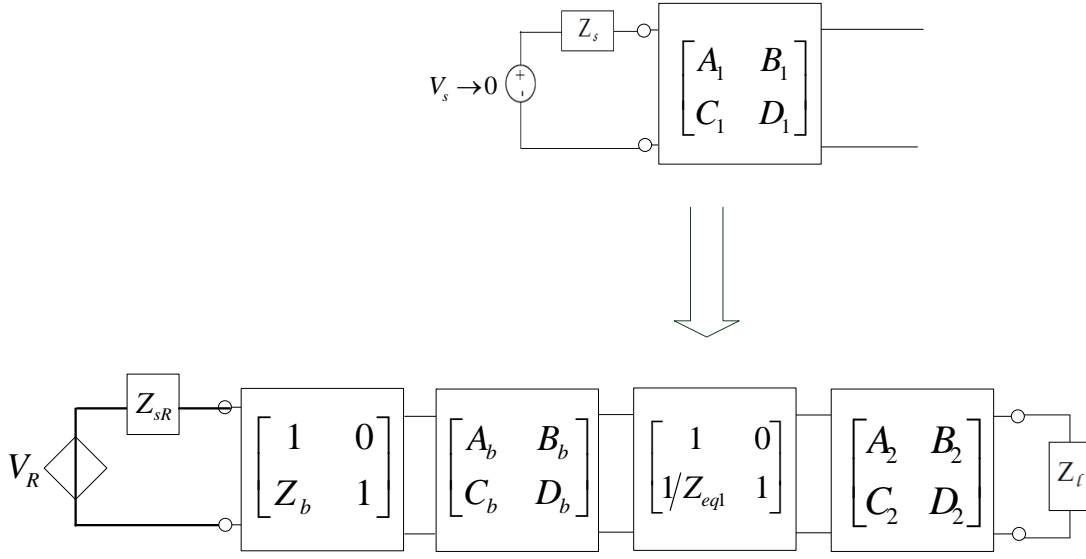 Z_s
V_s → 0
+
-
[A_1 B_1
C_1 D_1]
V_R
Z_sR
[1 0
Z_b 1]
[A_b B_b
C_b D_b]
[1 0
1/Z_eq1 1]
[A_2 B_2
C_2 D_2]
Z_ℓ